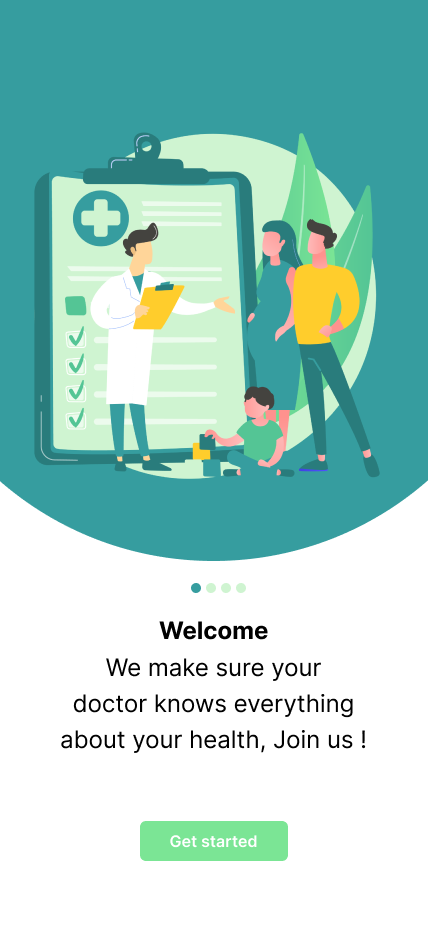 Welcome
We make sure your
doctor knows everything
about your health, Join us !
Get started